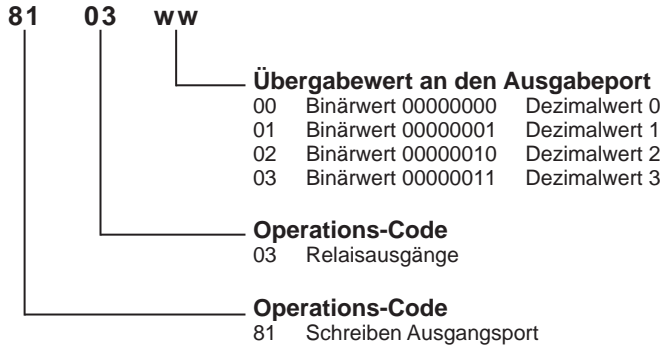 81 03 ww
Übergabewert an den Ausgabeport
00 Binärwert 00000000 Dezimalwert 0
01 Binärwert 00000001 Dezimalwert 1
02 Binärwert 00000010 Dezimalwert 2
03 Binärwert 00000011 Dezimalwert 3
Operations-Code
03 Relaisausgänge
Operations-Code
81 Schreiben Ausgangsport